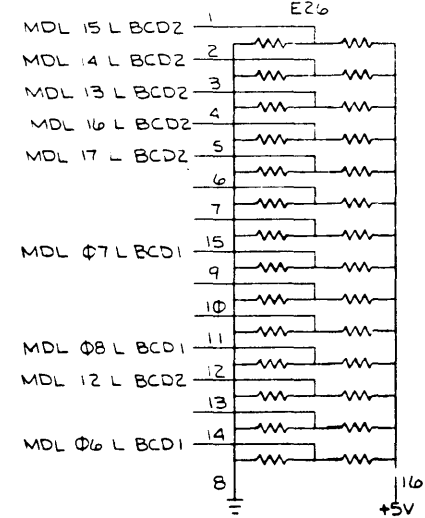 E26
MDL 15 L BCD2 1
MDL 14 L BCD2 2
MDL 13 L BCD2 3
MDL 16 L BCD2 4
MDL 17 L BCD2 5
6
7
MDL Φ7 L BCD1 15
9
1Φ
MDL Φ8 L BCD1 11
MDL 12 L BCD2 12
13
MDL Φ6 L BCD1 14
8 16
+5V